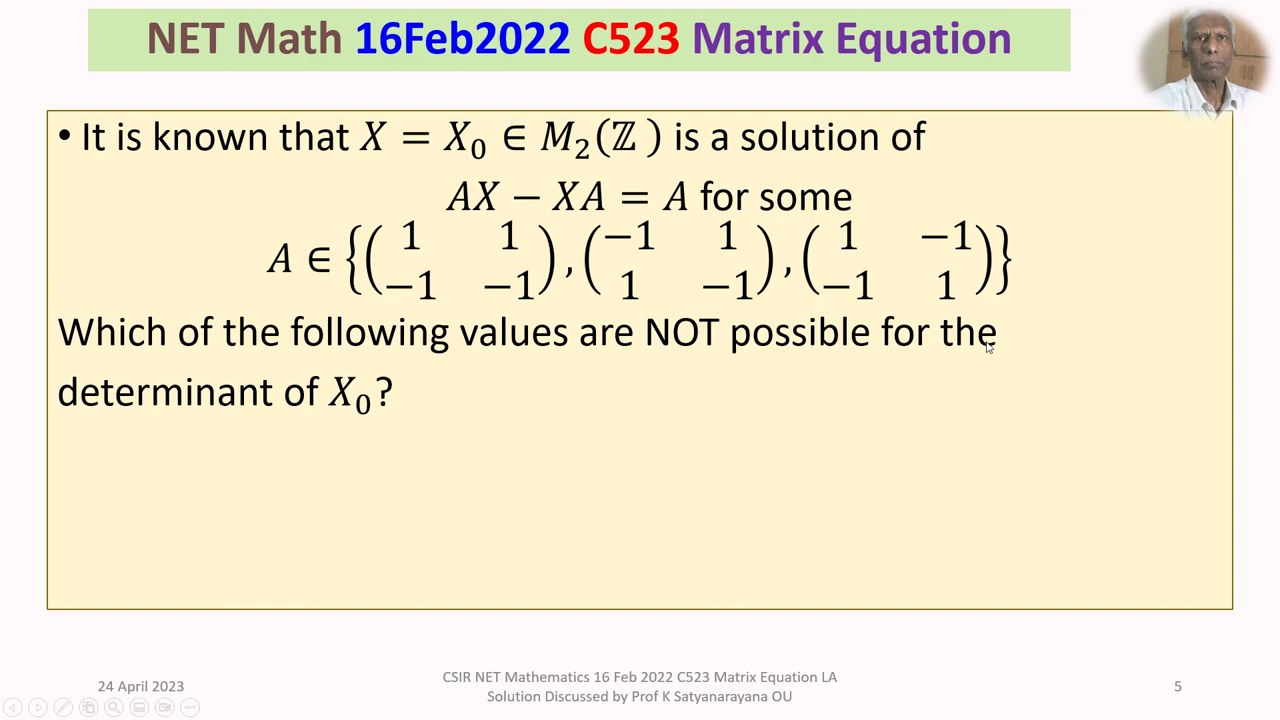 NET Math 16Feb2022 C523 Matrix Equation
• It is known that 𝑋 = 𝑋₀ ∈ 𝑀₂(ℤ ) is a solution of
𝐴𝑋 − 𝑋𝐴 = 𝐴 for some
𝐴 ∈ {(1 1 −1 −1), (−1 1 1 −1), (1 −1 −1 1)}
Which of the following values are NOT possible for the
determinant of 𝑋₀?
24 April 2023
CSIR NET Mathematics 16 Feb 2022 C523 Matrix Equation LA
Solution Discussed by Prof K Satyanarayana OU
5